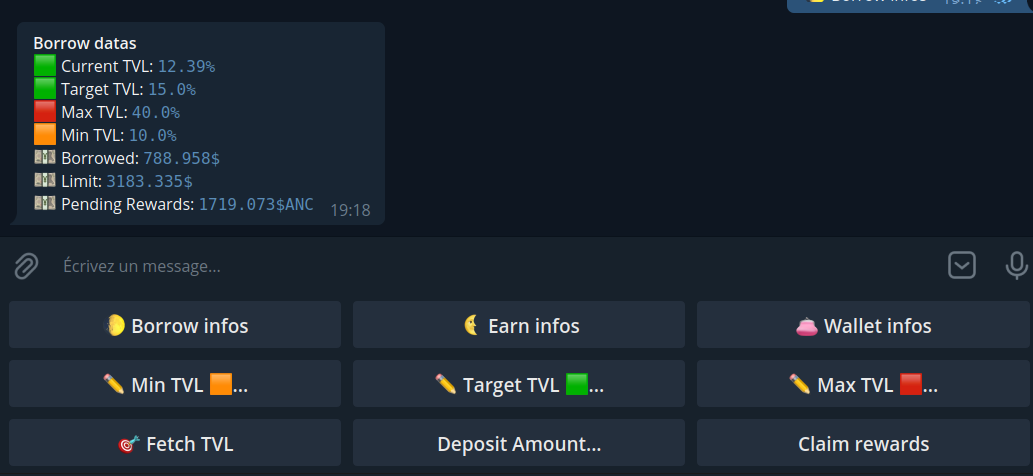 Borrow infos
Borrow datas
Current TVL: 12.39%
Target TVL: 15.0%
Max TVL: 40.0%
Min TVL: 10.0%
Borrowed: 788.958$
Limit: 3183.335$
Pending Rewards: 1719.073$ANC 19:18
Écrivez un message...
Borrow infos Earn infos Wallet infos
Min TVL ... Target TVL ... Max TVL ...
Fetch TVL Deposit Amount... Claim rewards